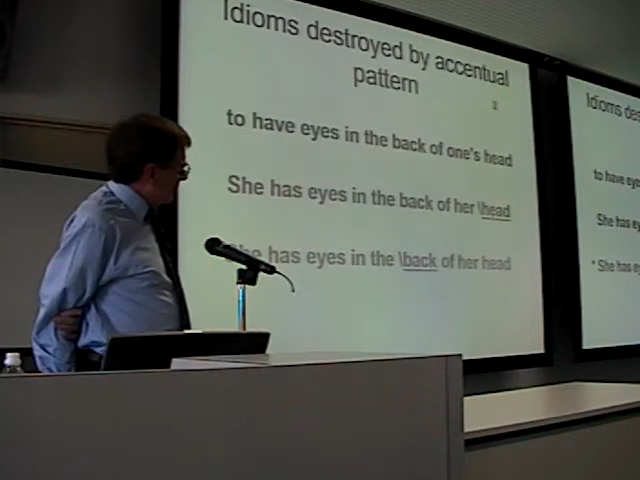 Idioms destroyed by accentual
pattern
to have eyes in the back of one's head
She has eyes in the back of her \head
She has eyes in the \back of her head
Idioms des
to have eye
She has ey
* She has e